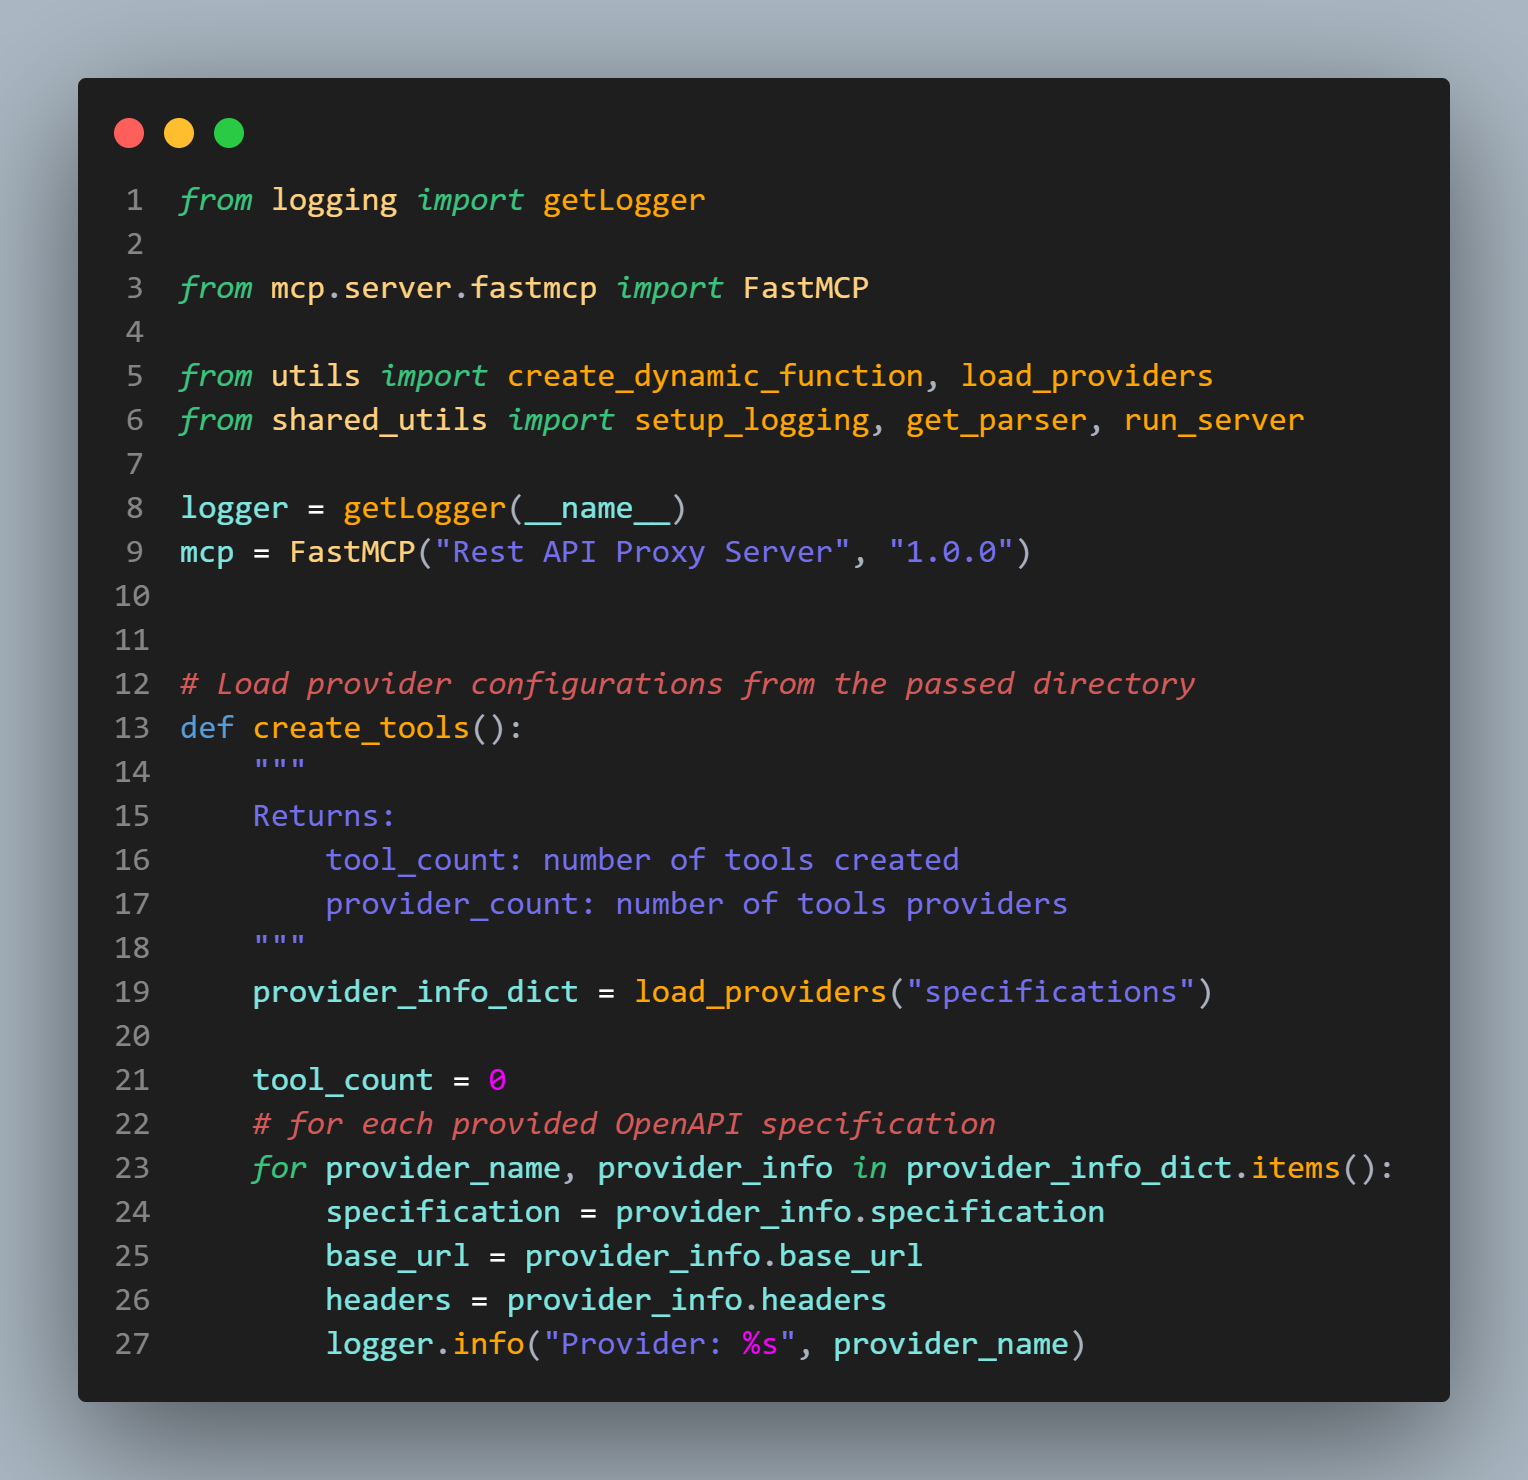 1 from logging import getLogger
2
3 from mcp.server.fastmcp import FastMCP
4
5 from utils import create_dynamic_function, load_providers
6 from shared_utils import setup_logging, get_parser, run_server
7
8 logger = getLogger(__name__)
9 mcp = FastMCP("Rest API Proxy Server", "1.0.0")
10
11
12 # Load provider configurations from the passed directory
13 def create_tools():
14     """
15     Returns:
16         tool_count: number of tools created
17         provider_count: number of tools providers
18     """
19     provider_info_dict = load_providers("specifications")
20
21     tool_count = 0
22     # for each provided OpenAPI specification
23     for provider_name, provider_info in provider_info_dict.items():
24         specification = provider_info.specification
25         base_url = provider_info.base_url
26         headers = provider_info.headers
27         logger.info("Provider: %s", provider_name)